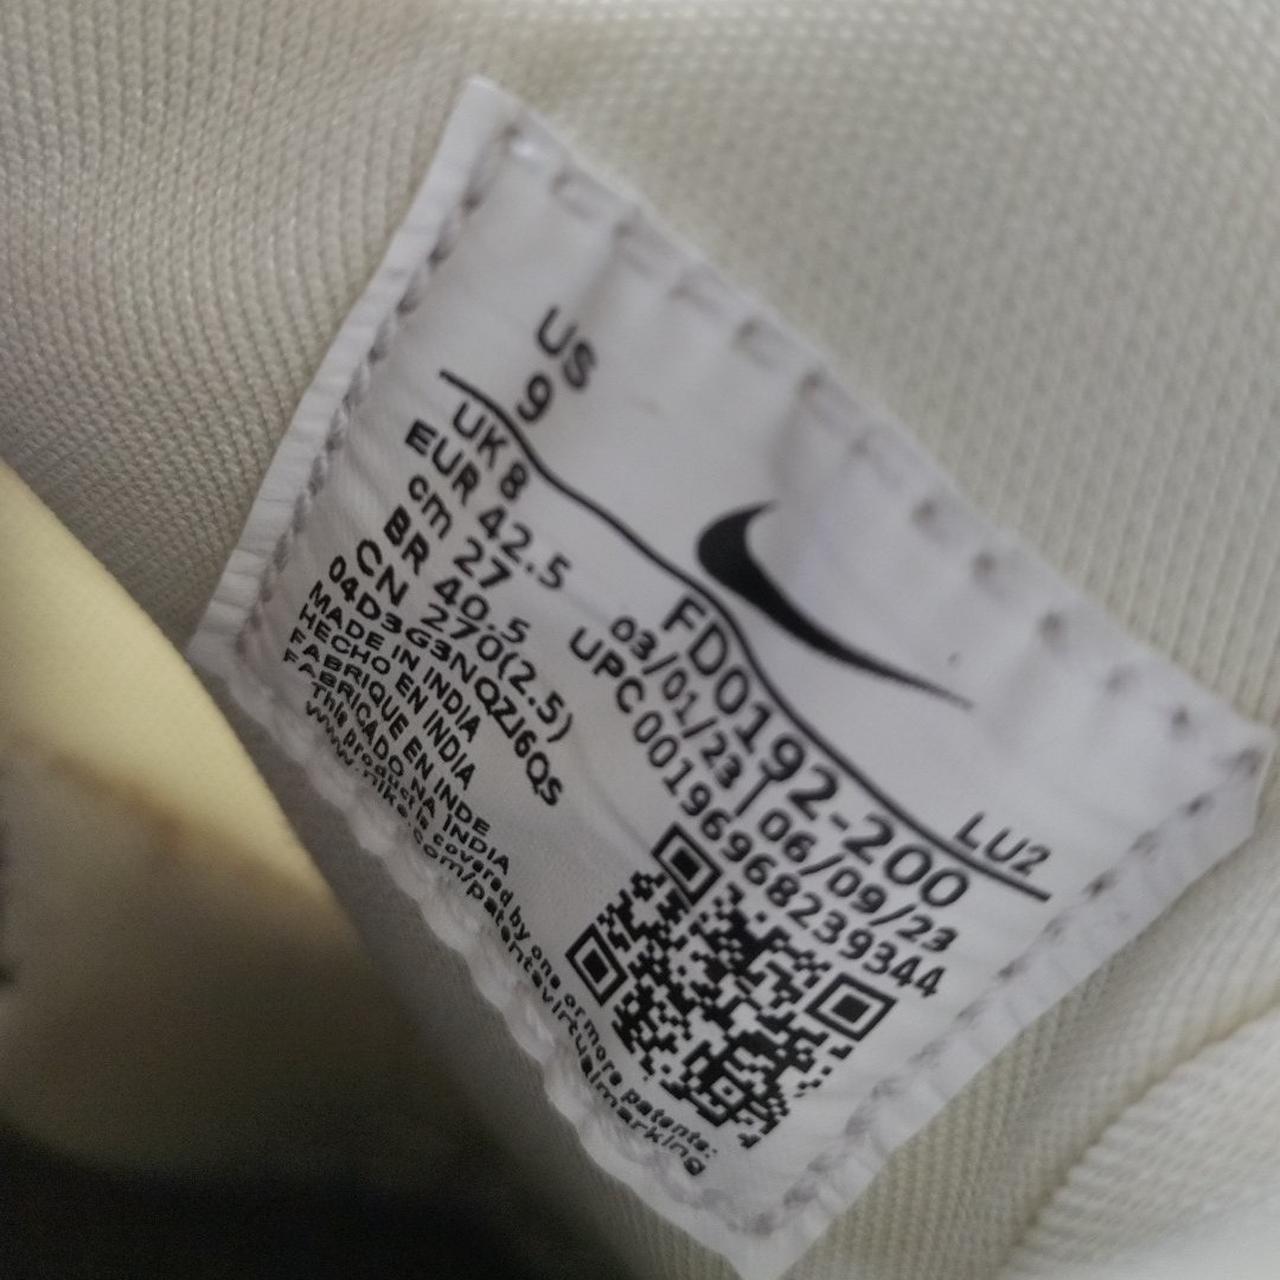 US
9
UK 8
EUR 42.5
cm 27
BR 40.5
CN 270(2.5)
04D3G3NQZJ6QS
MADE IN INDIA
HECHO EN INDIA
FABRIQUE EN INDE
FABRICADO NA INDIA
This product is covered by one or more patents:
www.nike.com/patentsvirtualmarking
LU2
FD0192-200
03/01/23 | 06/09/23
UPC 00196968239344